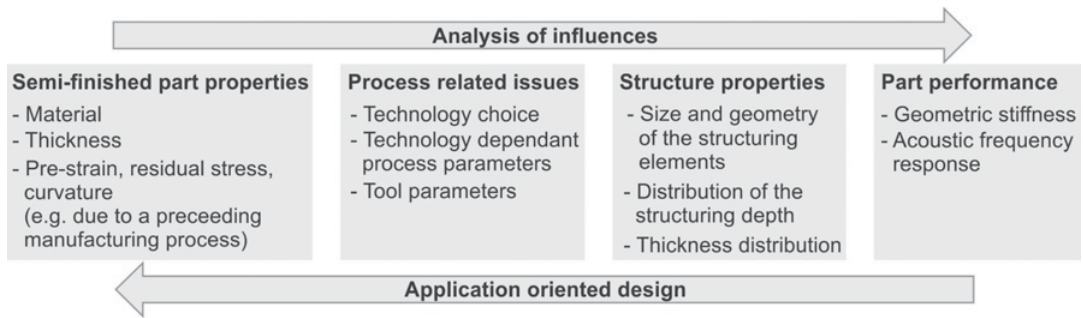 Analysis of influences
Semi-finished part properties
- Material
- Thickness
- Pre-strain, residual stress,
curvature
(e.g. due to a preceeding
manufacturing process)
Process related issues
- Technology choice
- Technology dependant
process parameters
- Tool parameters
Structure properties
- Size and geometry
of the structuring
elements
- Distribution of the
structuring depth
- Thickness distribution
Part performance
- Geometric stiffness
- Acoustic frequency
response
Application oriented design